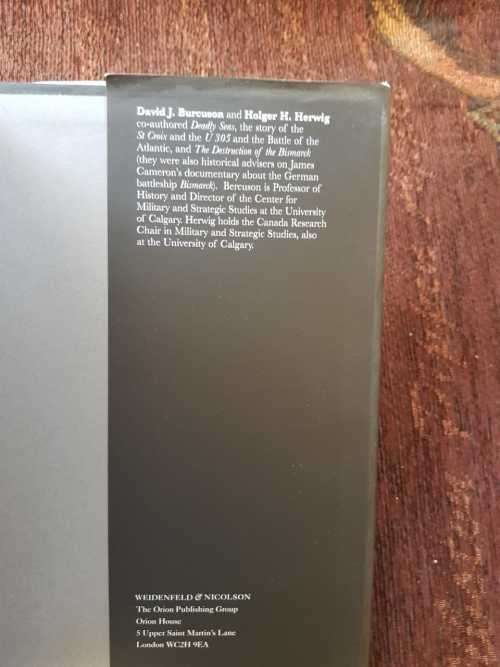 David J. Burcuson and Holger H. Herwig
co-authored Deadly Seas, the story of the
St Croix and the U 305 and the Battle of the
Atlantic, and The Destruction of the Bismarck
(they were also historical advisers on James
Cameron's documentary about the German
battleship Bismarck). Bercuson is Professor of
History and Director of the Center for
Military and Strategic Studies at the University
of Calgary. Herwig holds the Canada Research
Chair in Military and Strategic Studies, also
at the University of Calgary.
WEIDENFELD & NICOLSON
The Orion Publishing Group
Orion House
5 Upper Saint Martin's Lane
London WC2H 9EA